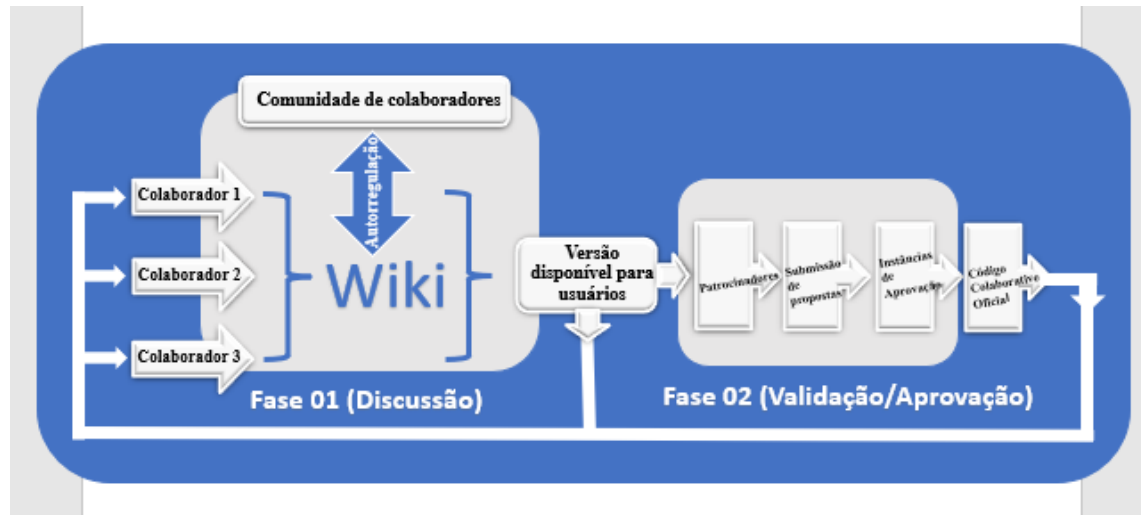 Comunidade de colaboradores
Autorregulação
Colaborador 1
Colaborador 2
Colaborador 3
Wiki
Fase 01 (Discussão)
Versão
disponível para
usuários
Patrocinadores
Submissão
de
propostas
Instâncias
de
Aprovação
Código
Colaborativo
Oficial
Fase 02 (Validação/Aprovação)